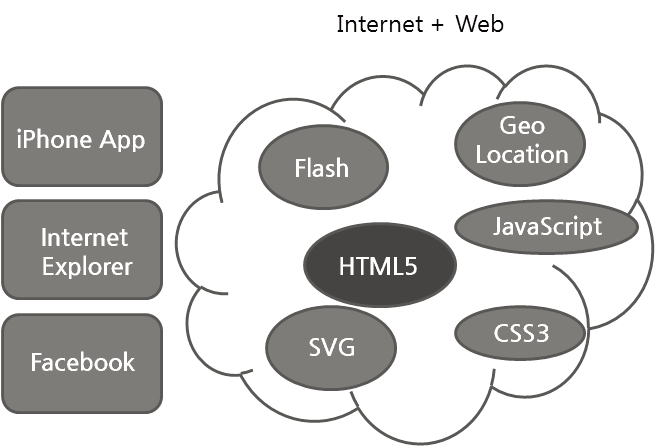 Internet + Web
iPhone App
Internet
Explorer
Facebook
Flash
Geo
Location
JavaScript
HTML5
SVG
CSS3